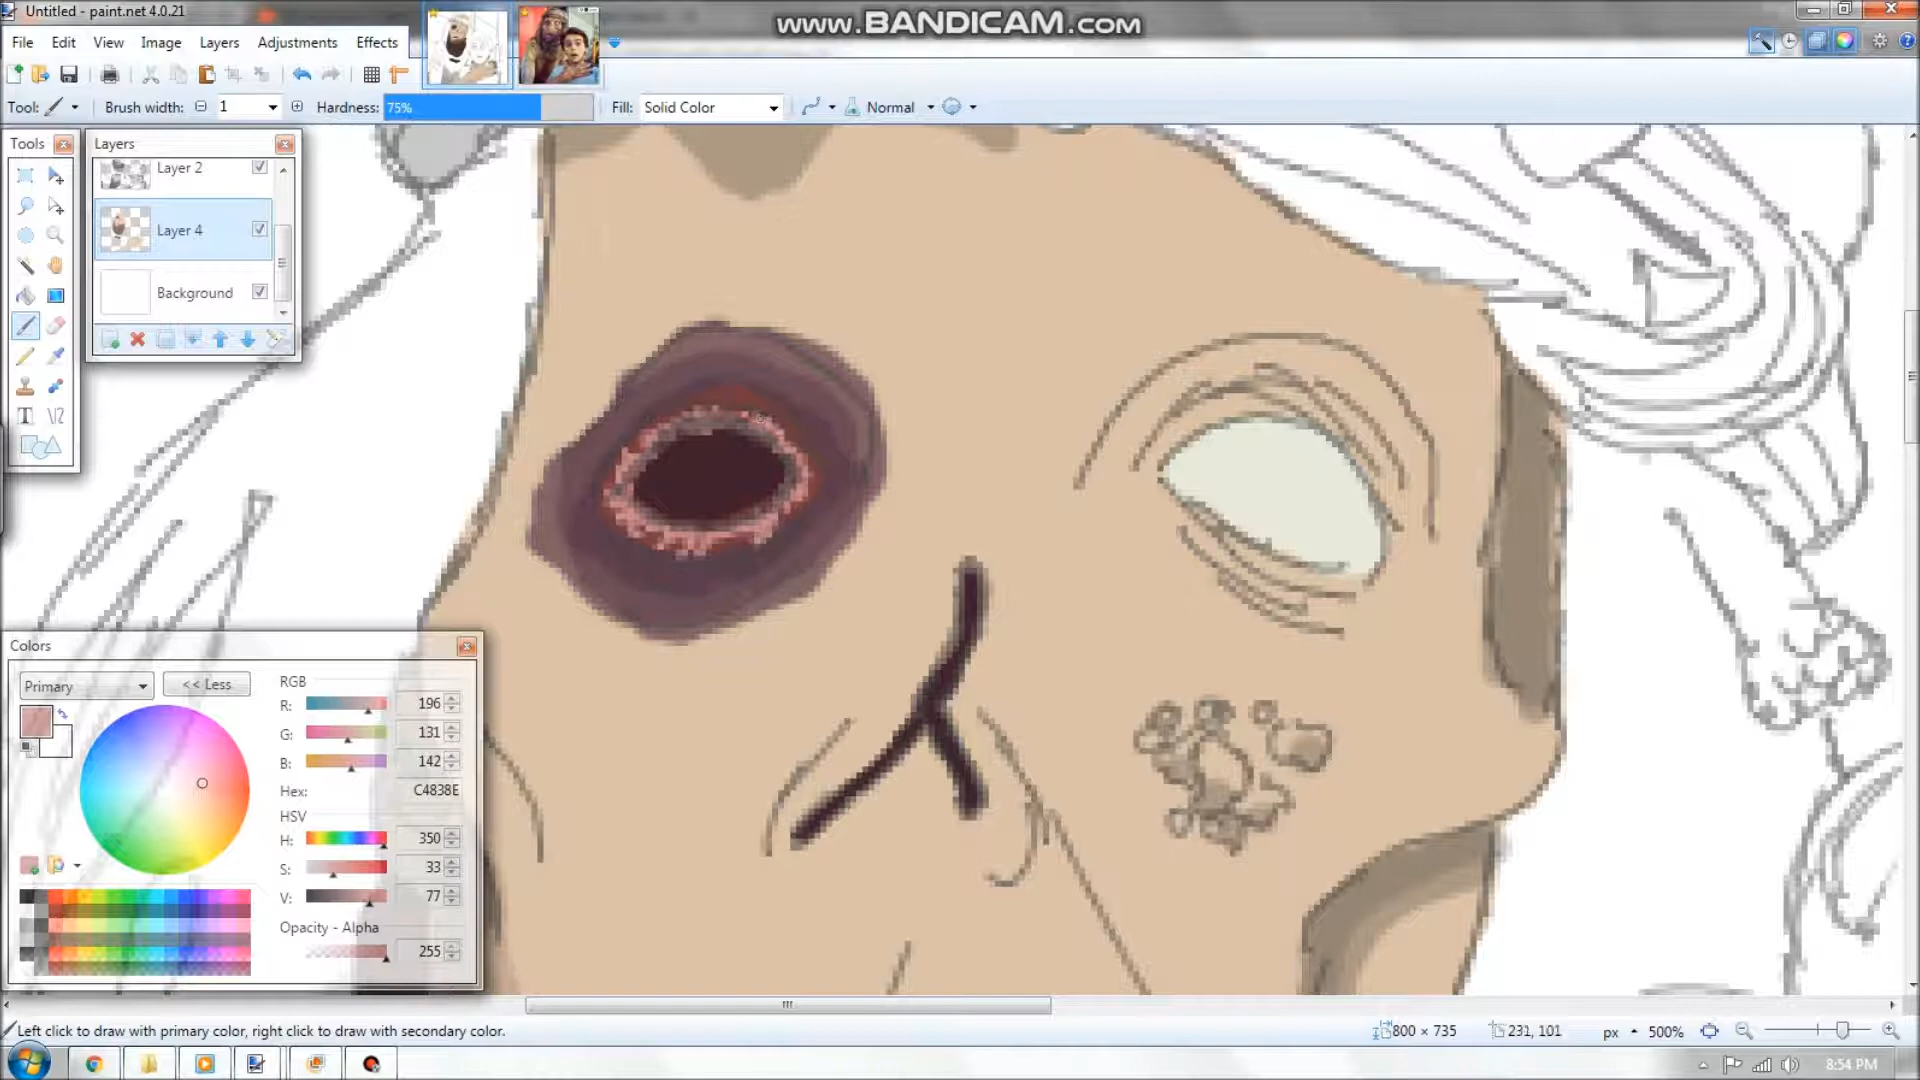 Untitled - paint.net 4.0.21
www.BANDICAM.com
File Edit View Image Layers Adjustments Effects
Tool: Brush width: 1 Hardness: 75% Fill: Solid Color Normal
Tools
Layers
Layer 2
Layer 4
Background
Colors
Primary << Less
RGB
R: 196
G: 131
B: 142
Hex: C4838E
HSV
H: 350
S: 33
V: 77
Opacity - Alpha
255
Left click to draw with primary color, right click to draw with secondary color. 800 × 735 231, 101 px 500%
8:54 PM